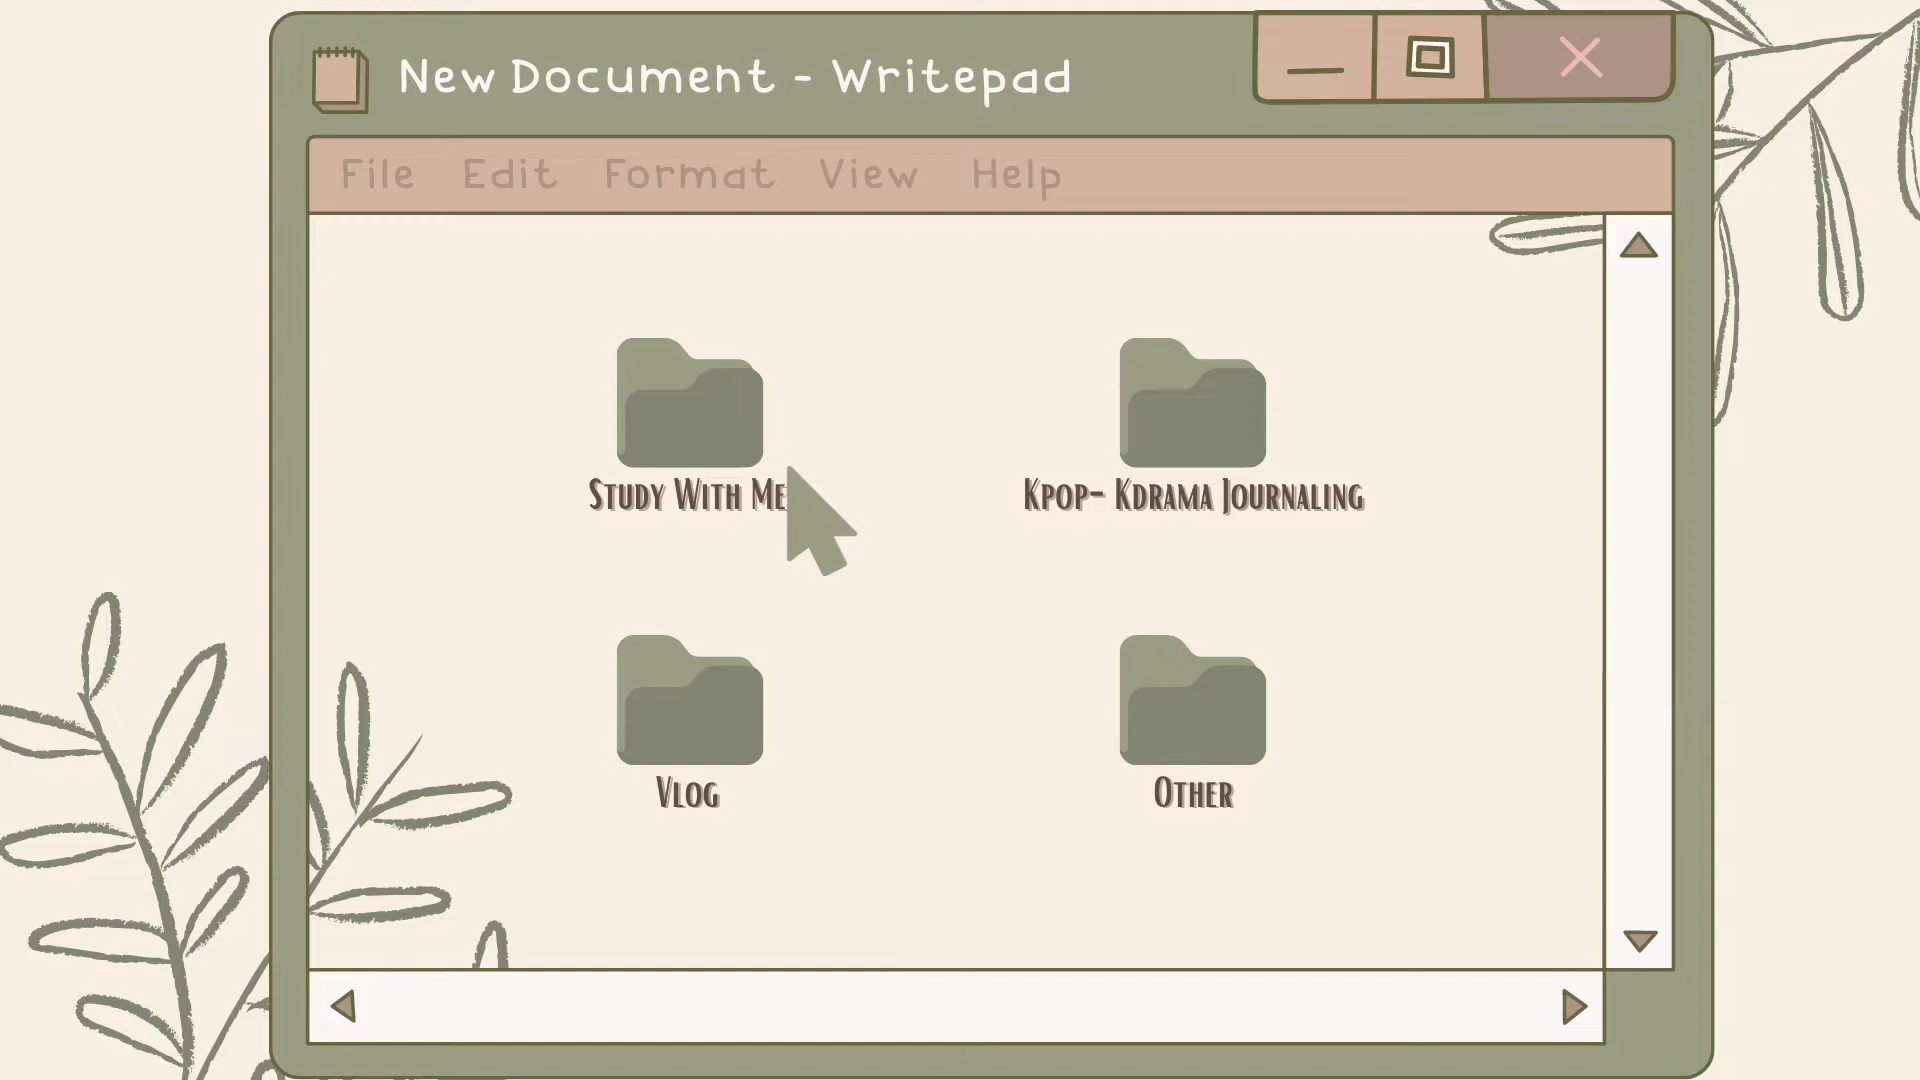 New Document - Writepad
File Edit Format View Help
Study With Me
Kpop- Kdrama Journaling
Vlog
Other